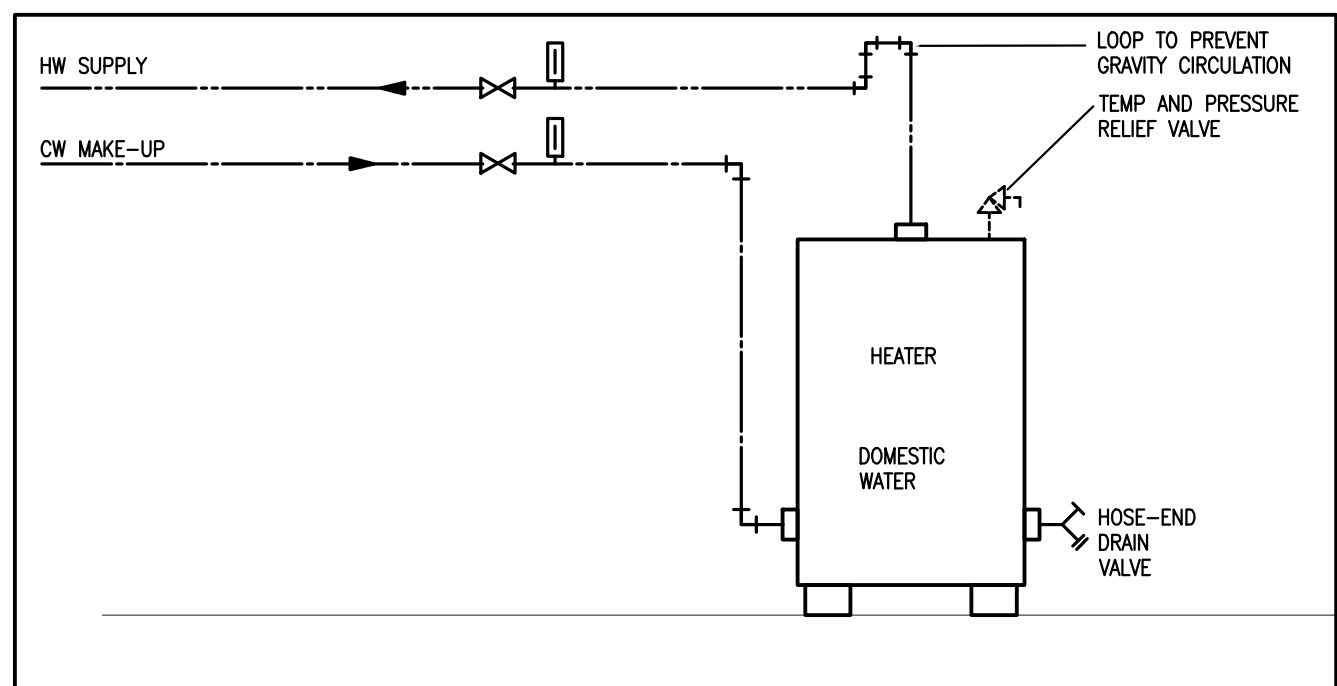 HW SUPPLY
LOOP TO PREVENT
GRAVITY CIRCULATION
TEMP AND PRESSURE
RELIEF VALVE
CW MAKE-UP
HEATER
DOMESTIC
WATER
HOSE-END
DRAIN
VALVE